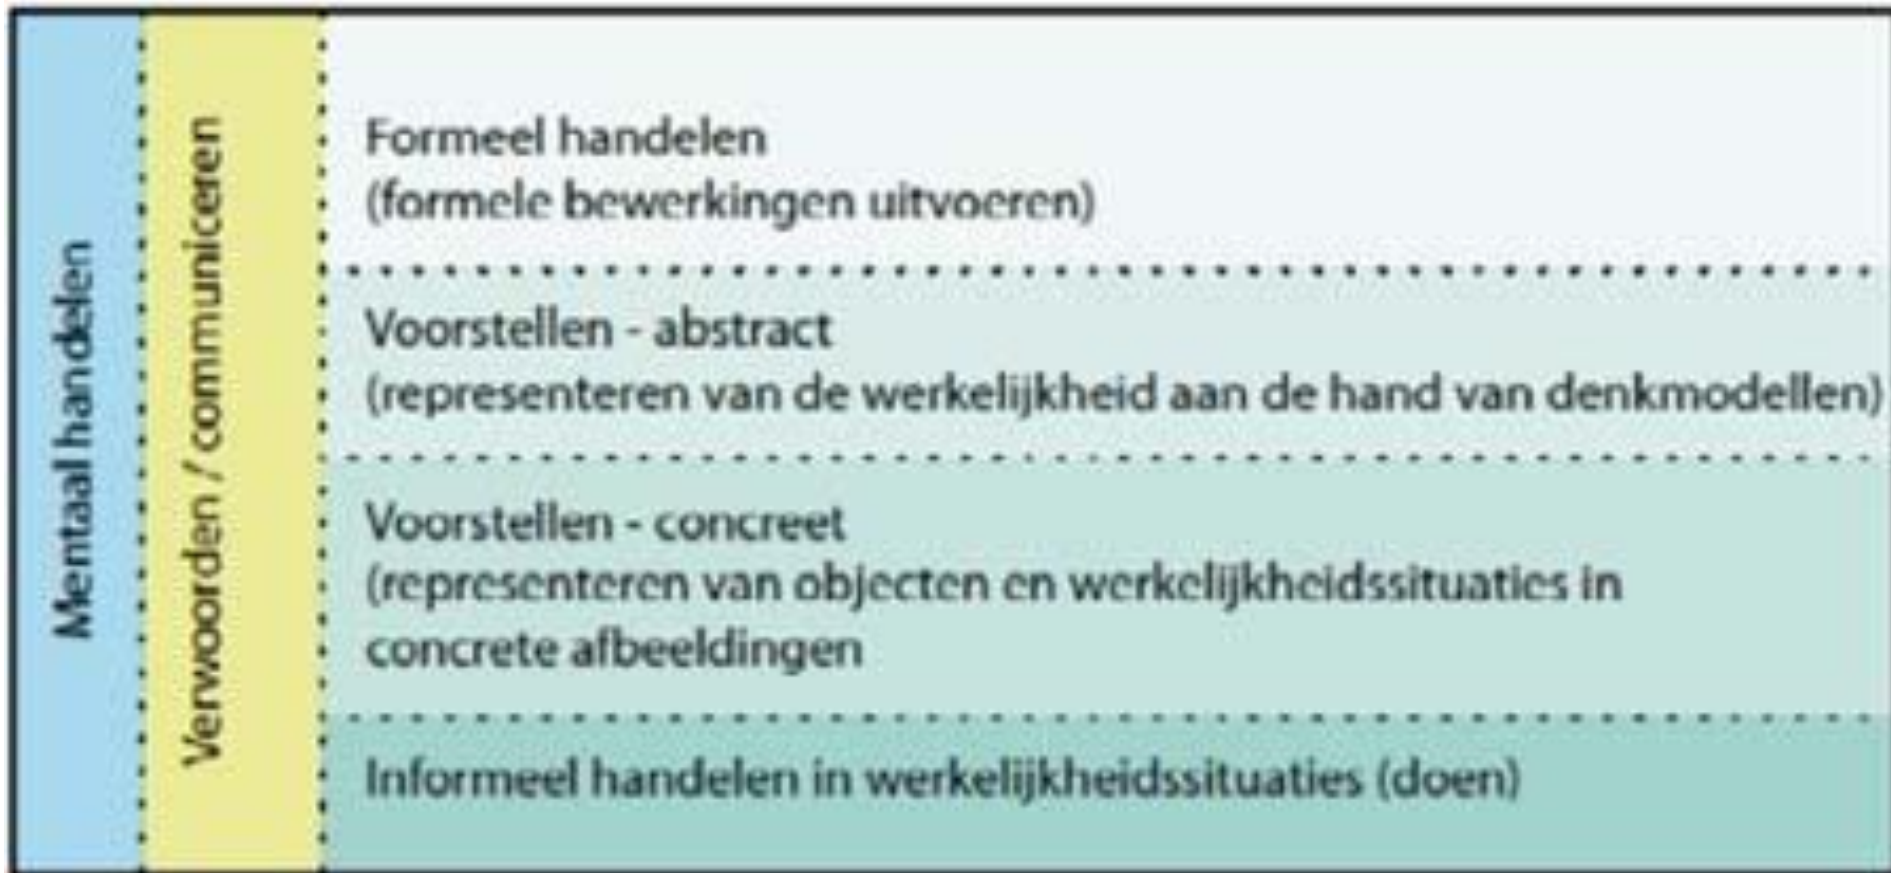 Mentaal handelen
Verwoorden / communiceren
Formeel handelen
(formele bewerkingen uitvoeren)
Voorstellen - abstract
(representeren van de werkelijkheid aan de hand van denkmodellen)
Voorstellen - concreet
(representeren van objecten en werkelijkheidssituaties in
concrete afbeeldingen
Informeel handelen in werkelijkheidssituaties (doen)